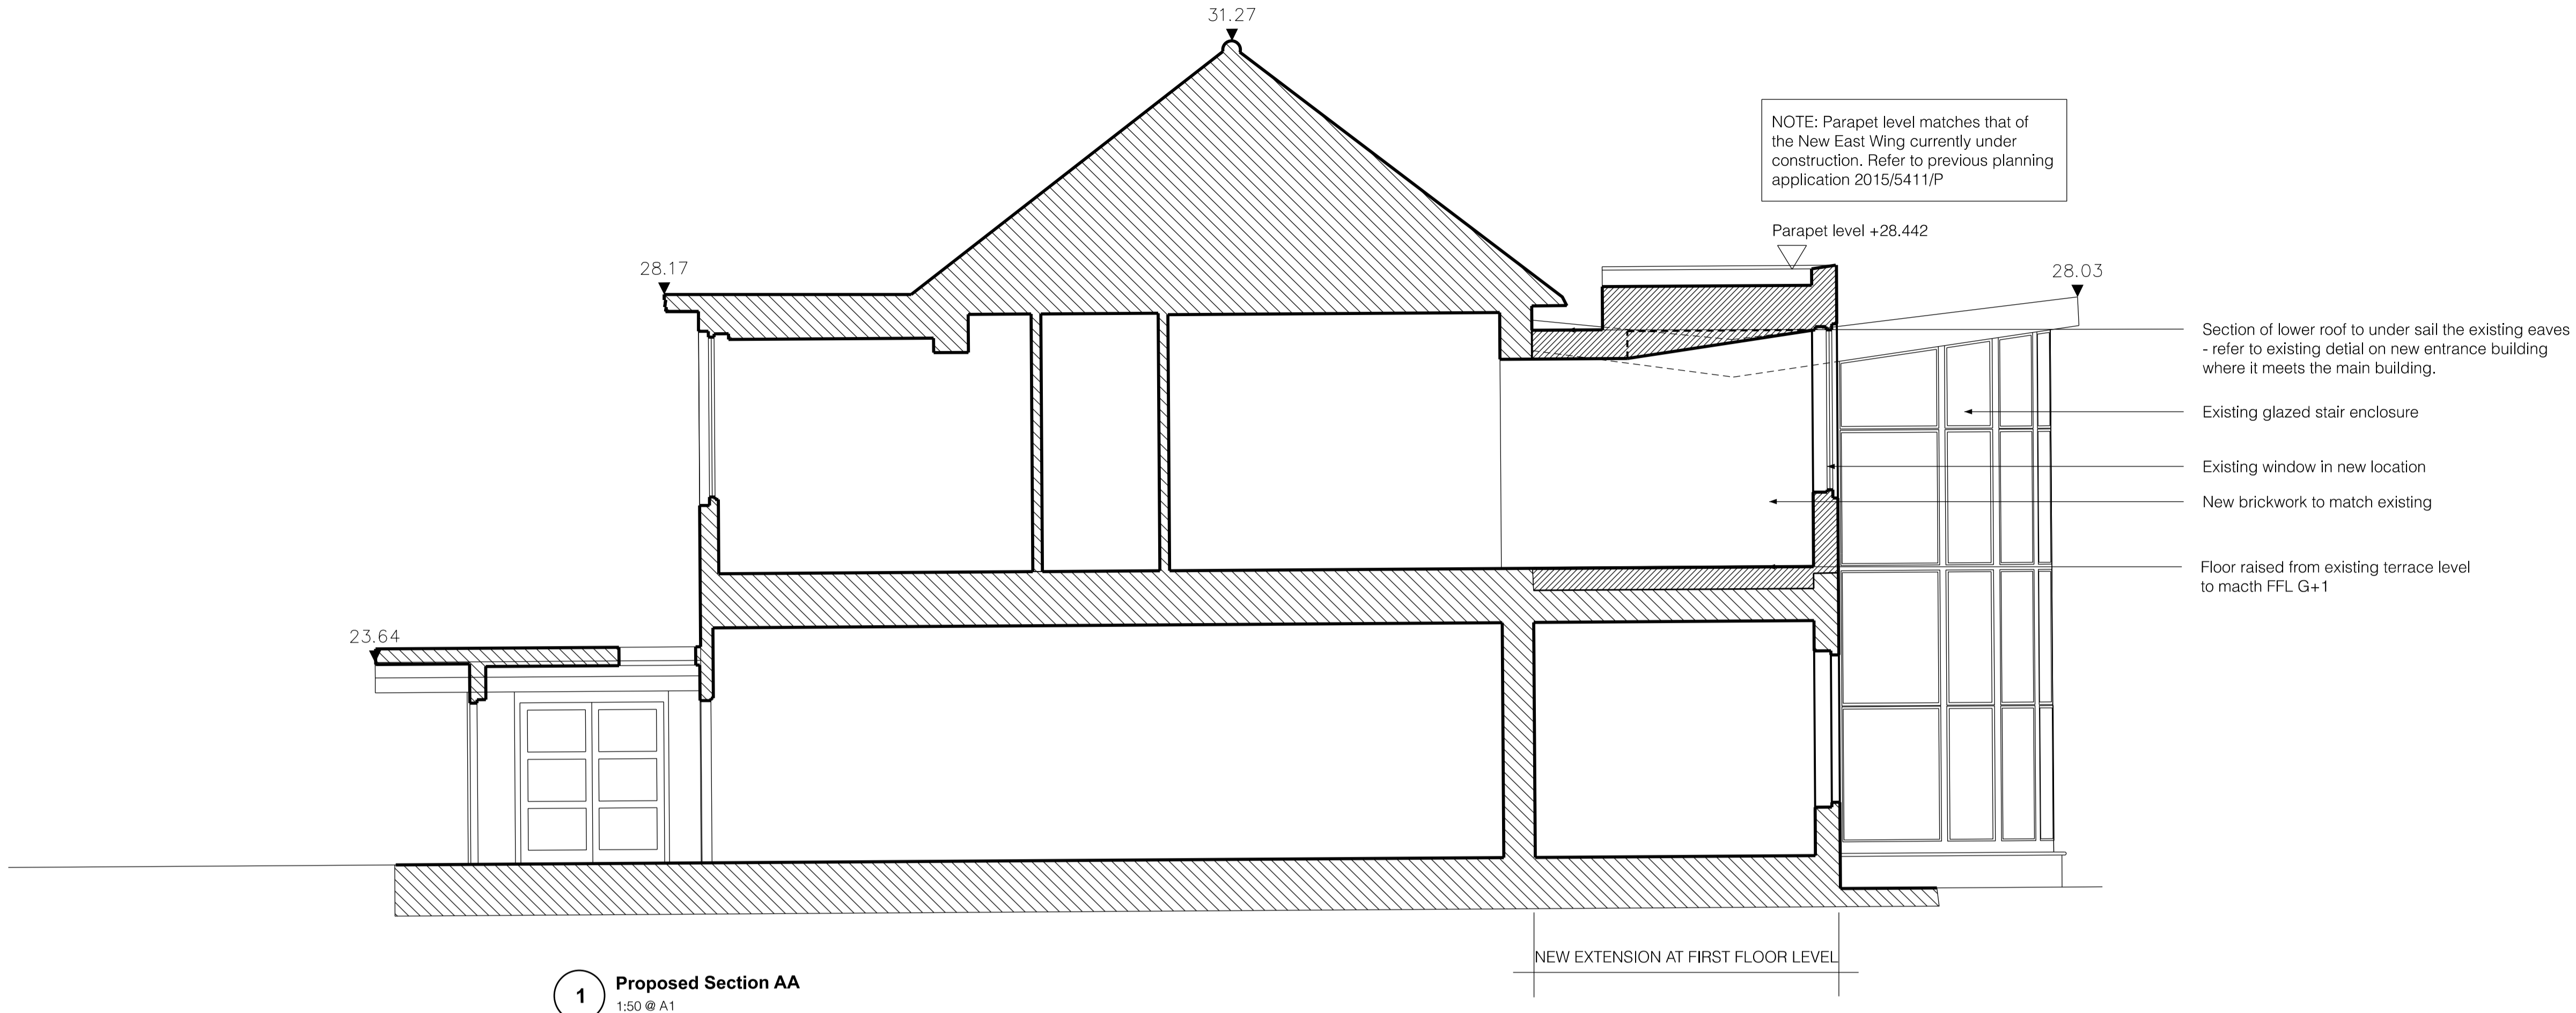 31.27
NOTE: Parapet level matches that of
the New East Wing currently under
construction. Refer to previous planning
application 2015/5411/P
Parapet level +28.442
28.17
28.03
Section of lower roof to under sail the existing eaves
- refer to existing detial on new entrance building
where it meets the main building.
Existing glazed stair enclosure
Existing window in new location
New brickwork to match existing
Floor raised from existing terrace level
to macth FFL G+1
23.64
NEW EXTENSION AT FIRST FLOOR LEVEL
1
Proposed Section AA
1:50 @ A1